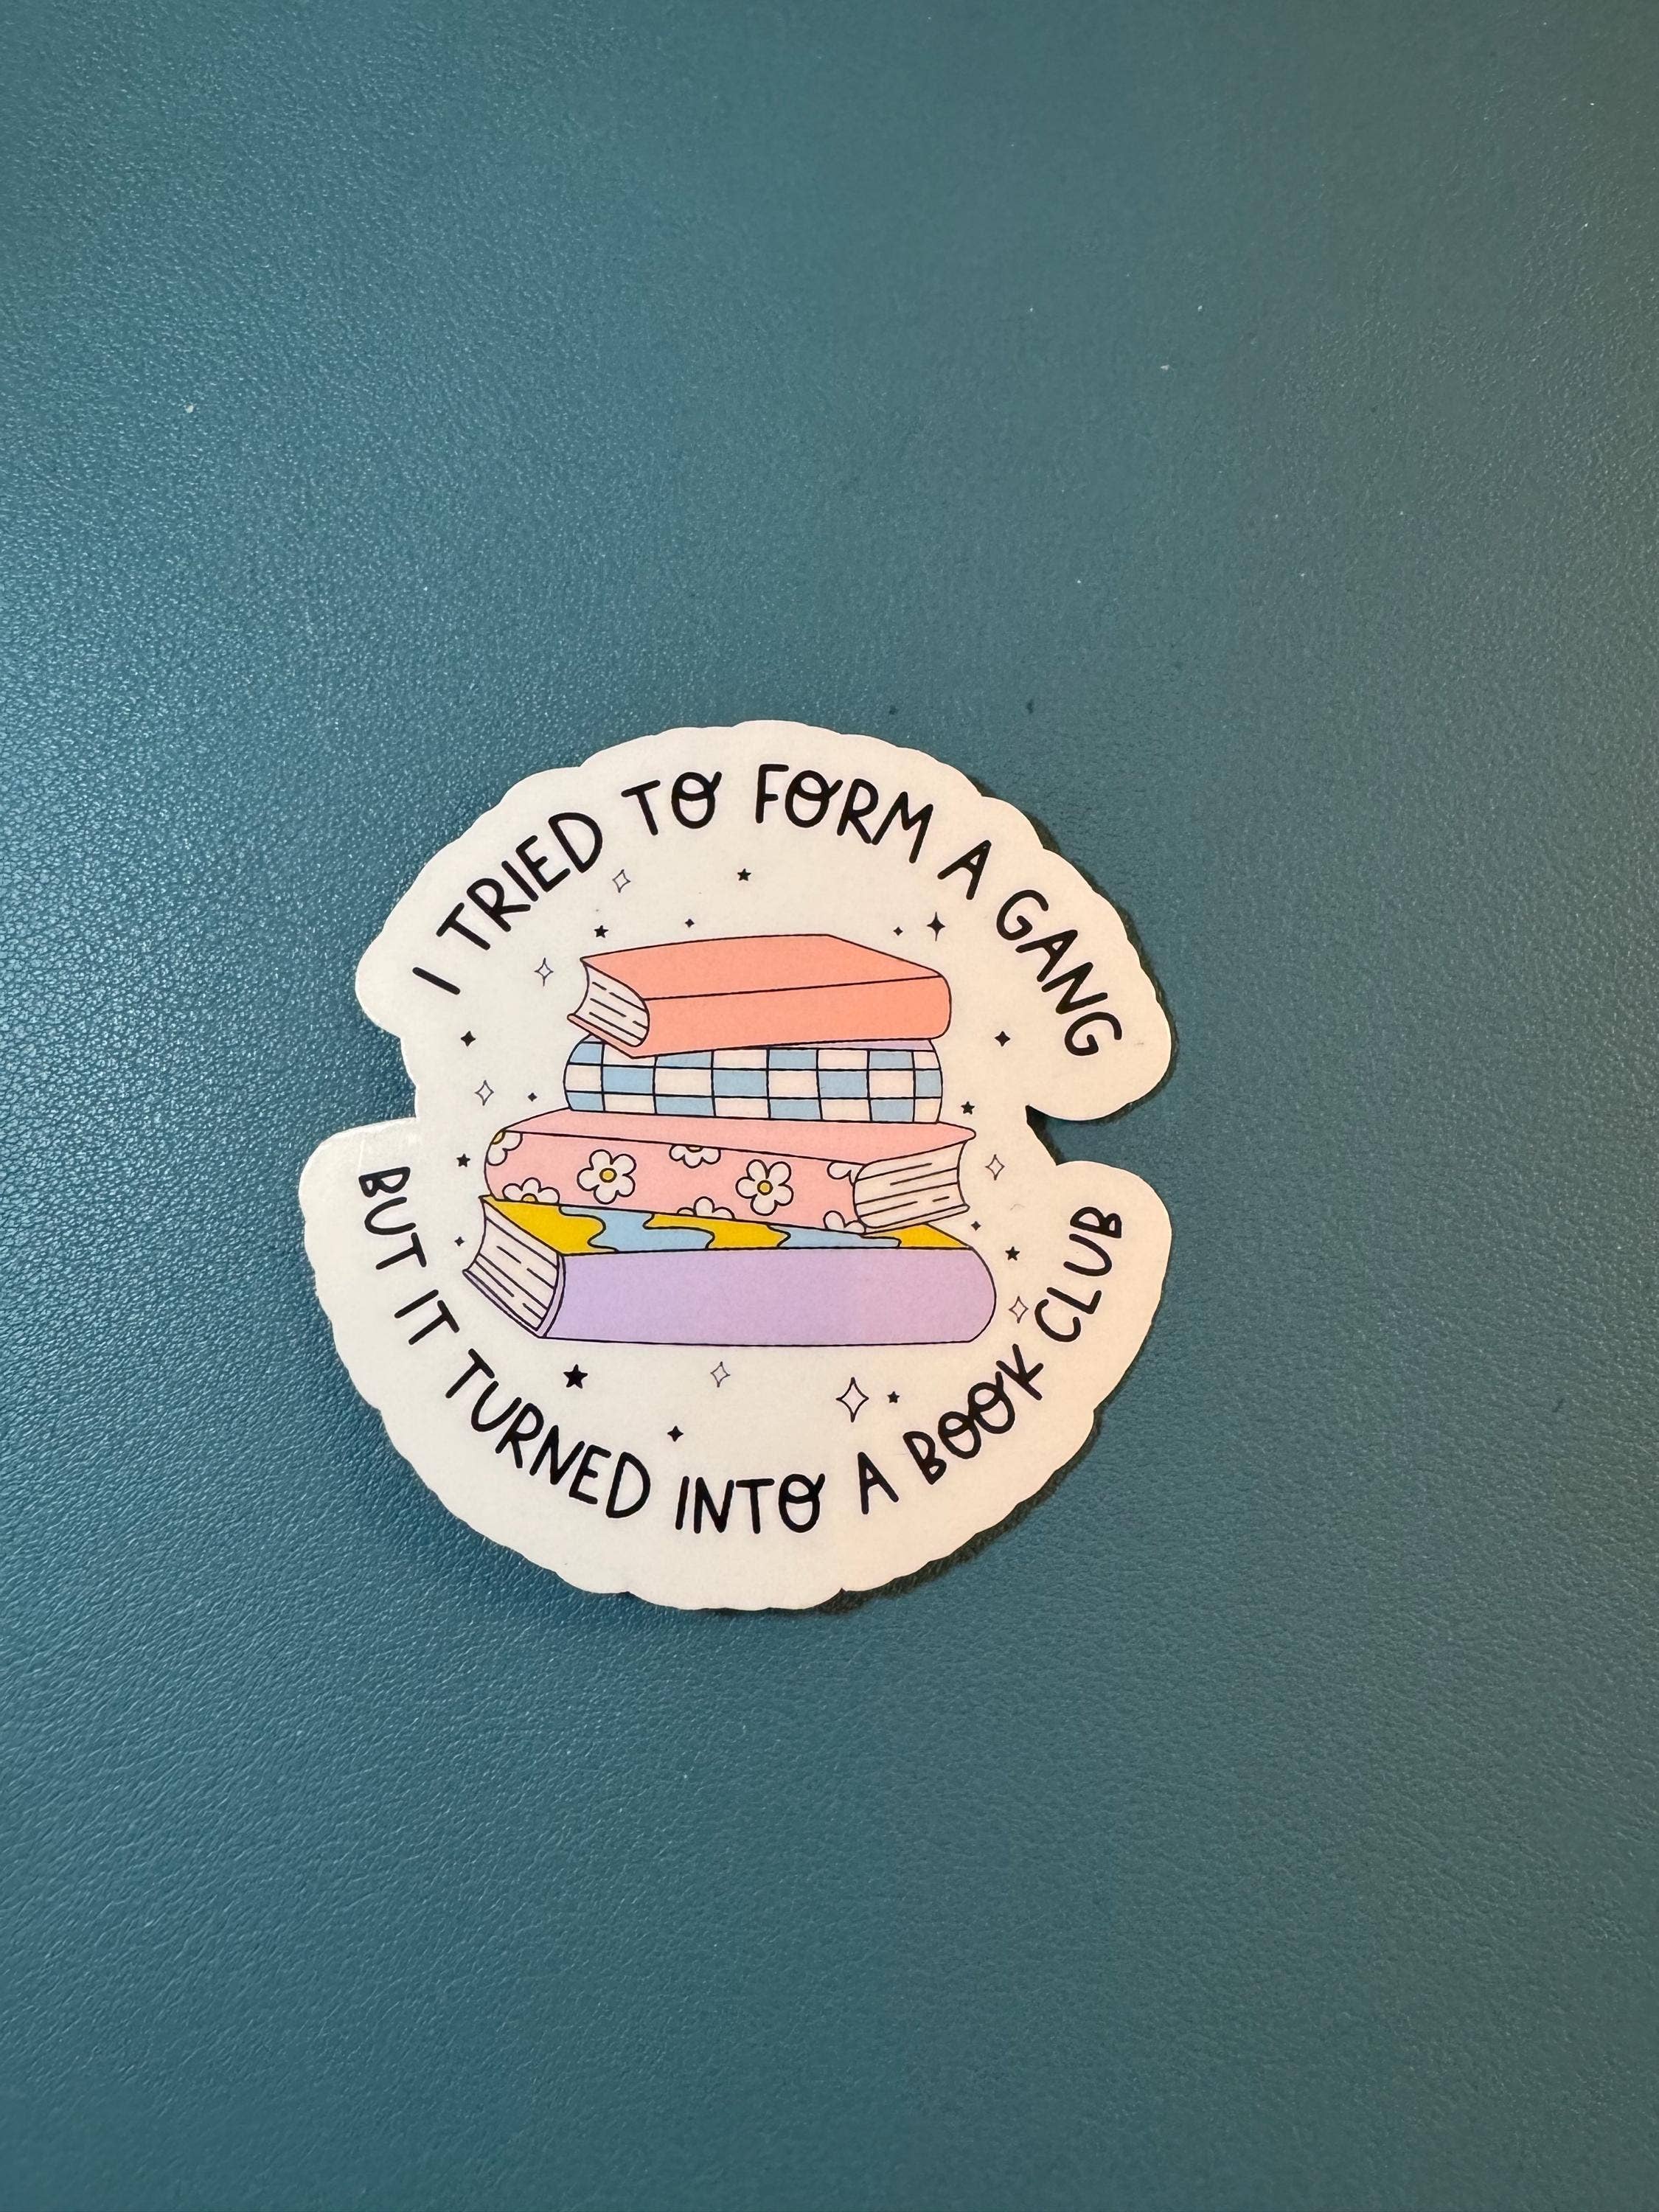 I TRIED TO FORM A GANG
BUT IT TURNED INTO A BOOK CLUB